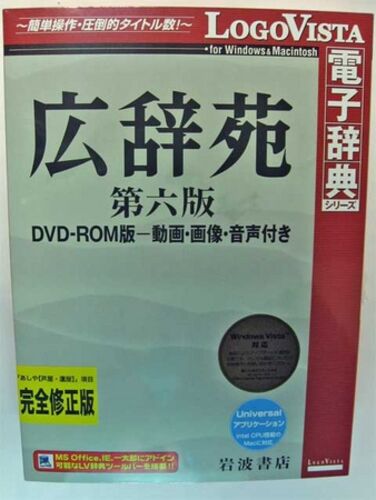 ～簡単操作・圧倒的タイトル数!～
LOGOVISTA
・for Windows & Macintosh
電子辞典
シリーズ
広辞苑
第六版
DVD-ROM版－動画・画像・音声付き
Windows Vista
対応
「あしや【芦屋・蘆屋】」項目
完全修正版
Universal
アプリケーション
Intel CPU搭載の
Macに対応
MS Office、IE、一太郎にアドイン
可能なLV辞典ツールバーを搭載!!
岩波書店
LOGOVISTA